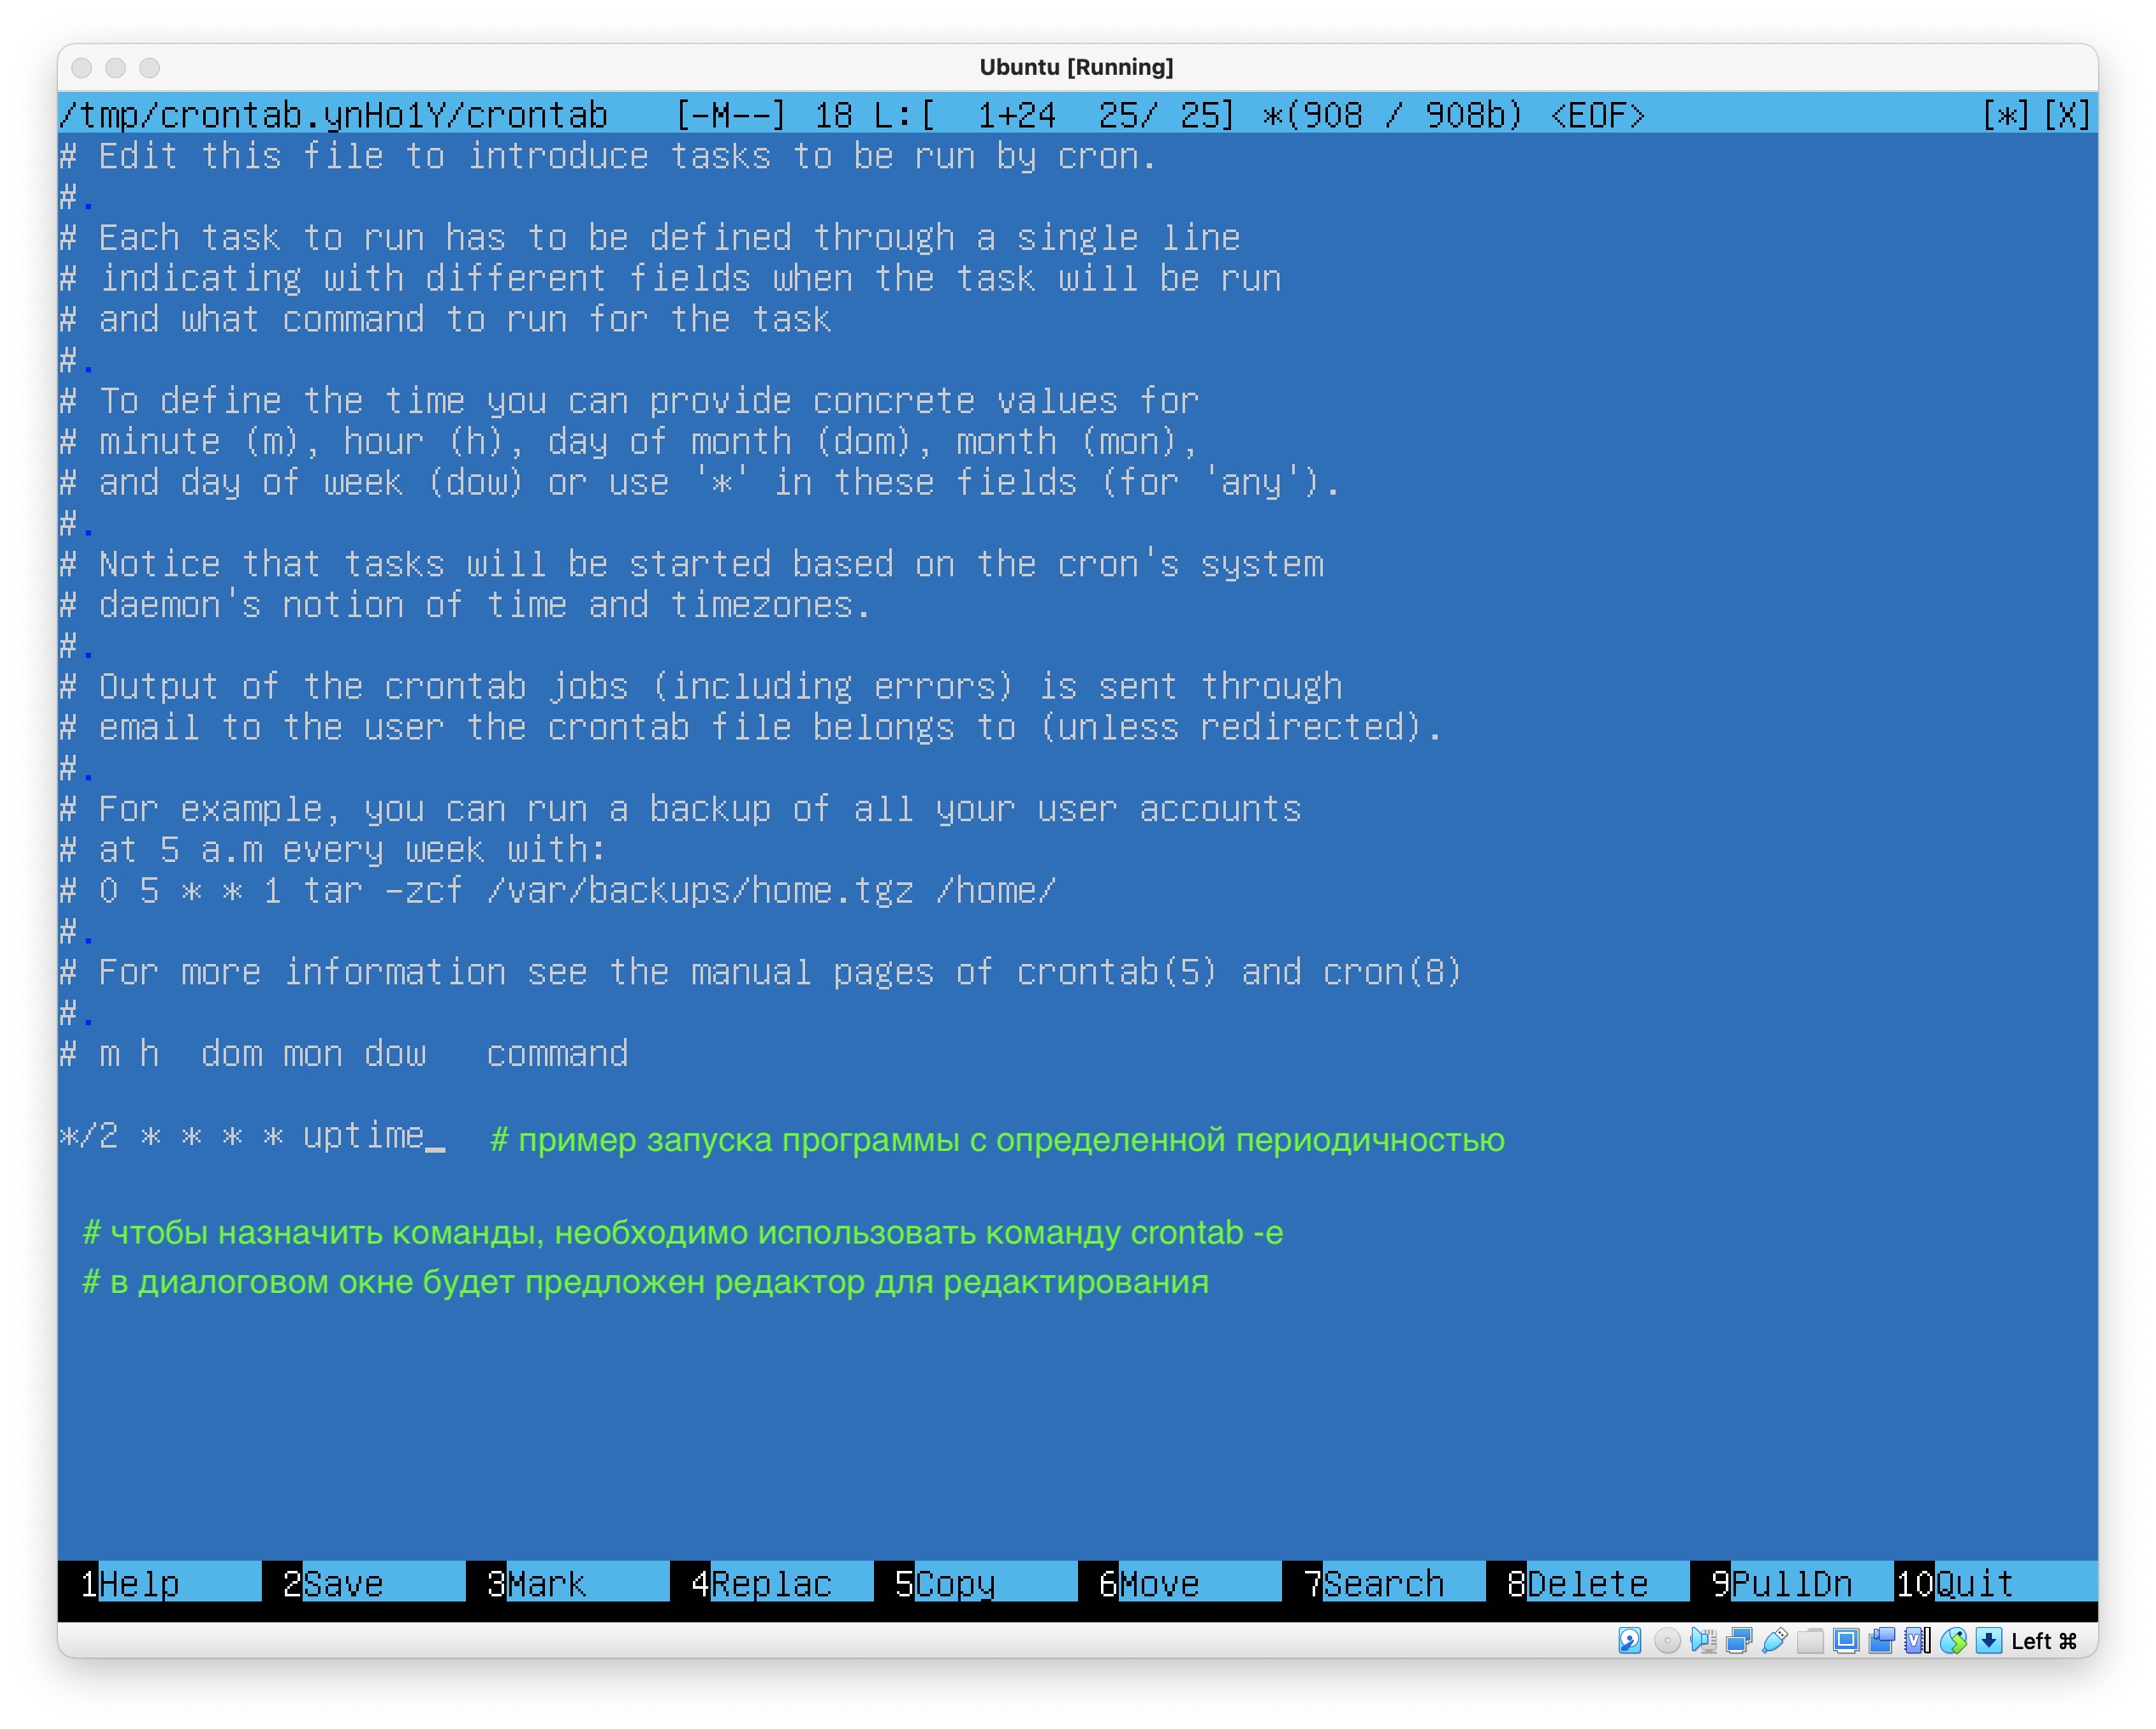 Ubuntu [Running]
/tmp/crontab.ynHo1Y/crontab   [-M--] 18 L:[  1+24  25/ 25] *(908 / 908b) <EOF>   [*][X]
# Edit this file to introduce tasks to be run by cron.
#.
# Each task to run has to be defined through a single line
# indicating with different fields when the task will be run
# and what command to run for the task
#.
# To define the time you can provide concrete values for
# minute (m), hour (h), day of month (dom), month (mon),
# and day of week (dow) or use '*' in these fields (for 'any').
#.
# Notice that tasks will be started based on the cron's system
# daemon's notion of time and timezones.
#.
# Output of the crontab jobs (including errors) is sent through
# email to the user the crontab file belongs to (unless redirected).
#.
# For example, you can run a backup of all your user accounts
# at 5 a.m every week with:
# 0 5 * * 1 tar -zcf /var/backups/home.tgz /home/
#.
# For more information see the manual pages of crontab(5) and cron(8)
#.
# m h  dom mon dow   command
*/2 * * * * uptime_   # пример запуска программы с определенной периодичностью
# чтобы назначить команды, необходимо использовать команду crontab -e
# в диалоговом окне будет предложен редактор для редактирования
1Help 2Save 3Mark 4Replac 5Copy 6Move 7Search 8Delete 9PullDn 10Quit
Left ⌘